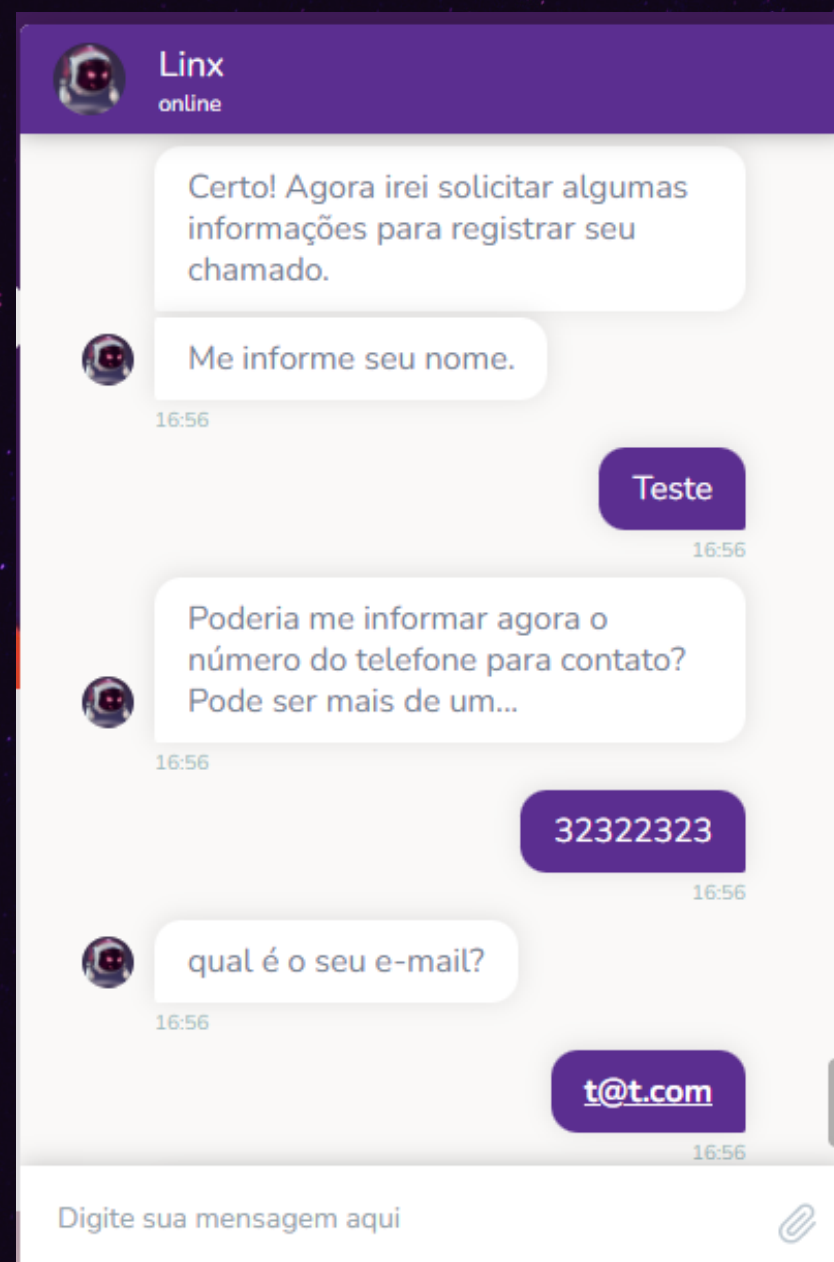 Linx
online
Certo! Agora irei solicitar algumas
informações para registrar seu
chamado.
Me informe seu nome.
16:56
Teste
16:56
Poderia me informar agora o
número do telefone para contato?
Pode ser mais de um...
16:56
32322323
16:56
qual é o seu e-mail?
16:56
t@t.com
16:56
Digite sua mensagem aqui